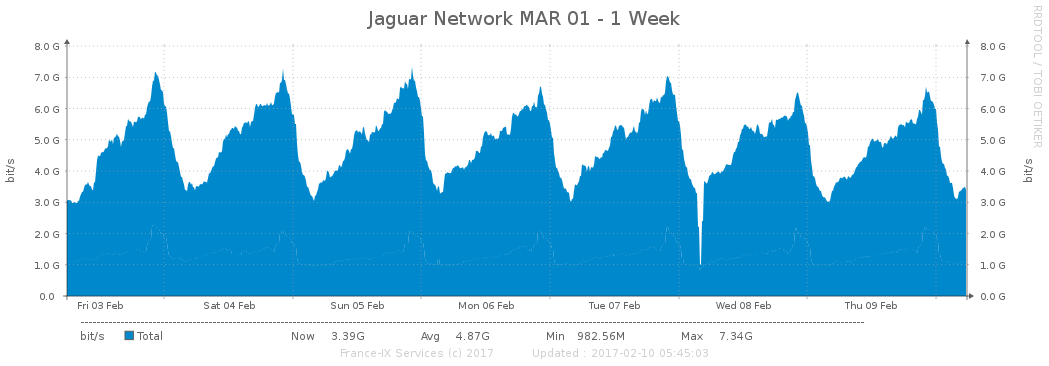 Jaguar Network MAR 01 - 1 Week
RRDTOOL / TOBI OETIKER
8.0 G 8.0 G
7.0 G 7.0 G
6.0 G 6.0 G
5.0 G 5.0 G
4.0 G 4.0 G
3.0 G 3.0 G
2.0 G 2.0 G
1.0 G 1.0 G
0.0 0.0 G
bit/s bit/s
Fri 03 Feb Sat 04 Feb Sun 05 Feb Mon 06 Feb Tue 07 Feb Wed 08 Feb Thu 09 Feb
bit/s Total Now 3.39G Avg 4.87G Min 982.56M Max 7.34G
France-IX Services (c) 2017 Updated : 2017-02-10 05:45:03